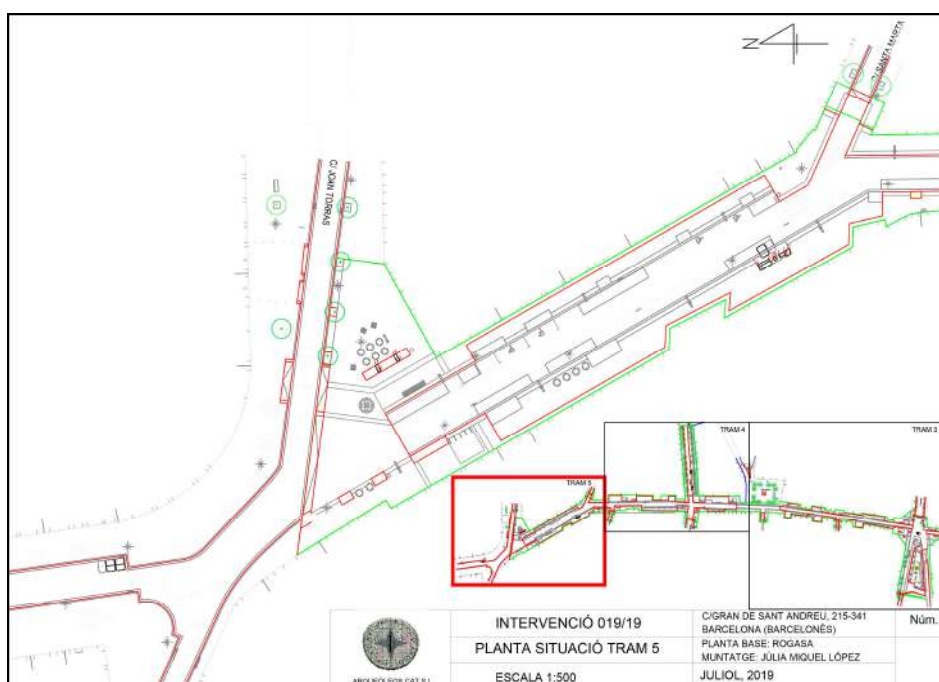 C/ SANTA MARTA
N
C/ JOAN TORRAS
TRAM 5
TRAM 4
TRAM 3
INTERVENCIÓ 019/19
PLANTA SITUACIÓ TRAM 5
ESCALA 1:500
C/GRAN DE SANT ANDREU, 215-341
BARCELONA (BARCELONÈS)
PLANTA BASE: ROGASA
MUNTATGE: JÚLIA MIQUEL LÓPEZ
JULIOL, 2019
Núm.
ARQUEÒLEGS.CAT S.L.